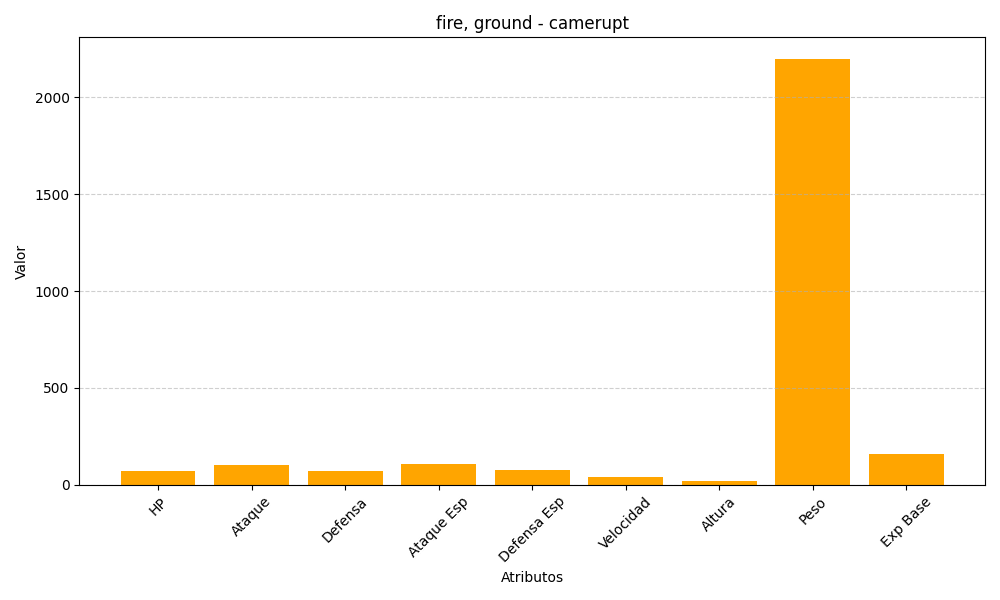 fire, ground - camerupt
Valor
2000
1500
1000
500
0
HP
Ataque
Defensa
Ataque Esp
Defensa Esp
Velocidad
Altura
Peso
Exp Base
Atributos